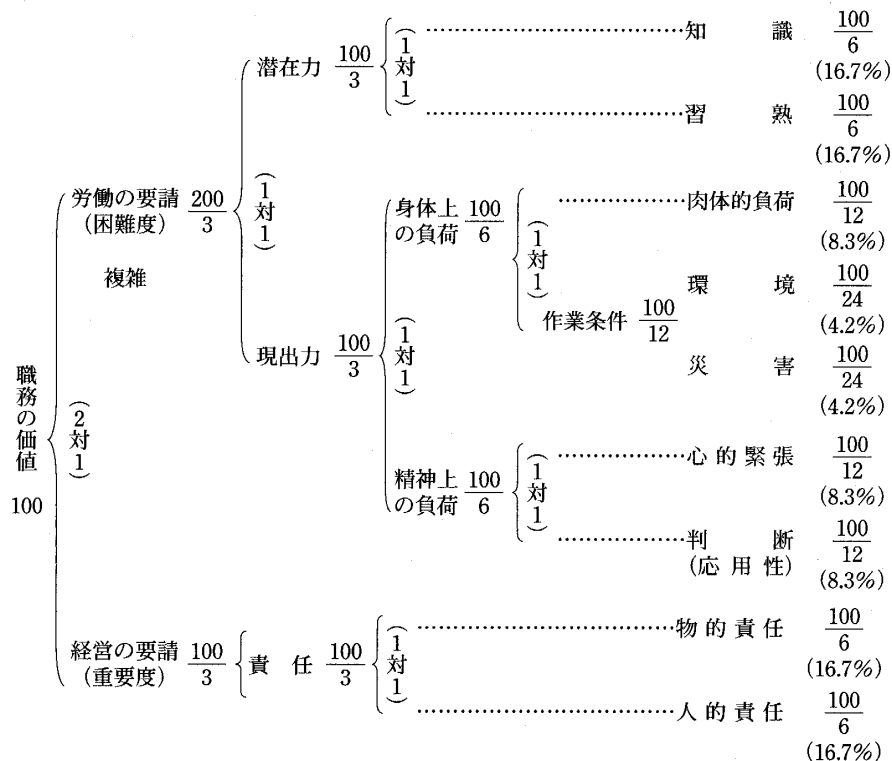 職務の価値
100
(2対1)
労働の要請
(困難度)
200/3
複雑
(1対1)
潜在力 100/3
(1対1)
知識 100/6
(16.7%)
習熟 100/6
(16.7%)
現出力 100/3
(1対1)
身体上
の負荷
100/6
(1対1)
肉体的負荷 100/12
(8.3%)
作業条件 100/12
環境 100/24
(4.2%)
災害 100/24
(4.2%)
精神上
の負荷
100/6
(1対1)
心的緊張 100/12
(8.3%)
判断
(応用性)
100/12
(8.3%)
経営の要請
(重要度)
100/3
責任 100/3
(1対1)
物的責任 100/6
(16.7%)
人的責任 100/6
(16.7%)